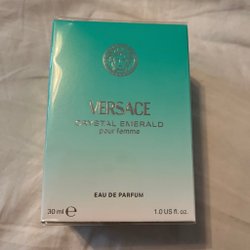 VERSACE
CRYSTAL EMERALD
pour femme
EAU DE PARFUM
30 ml ℮ 1.0 US fl. oz.